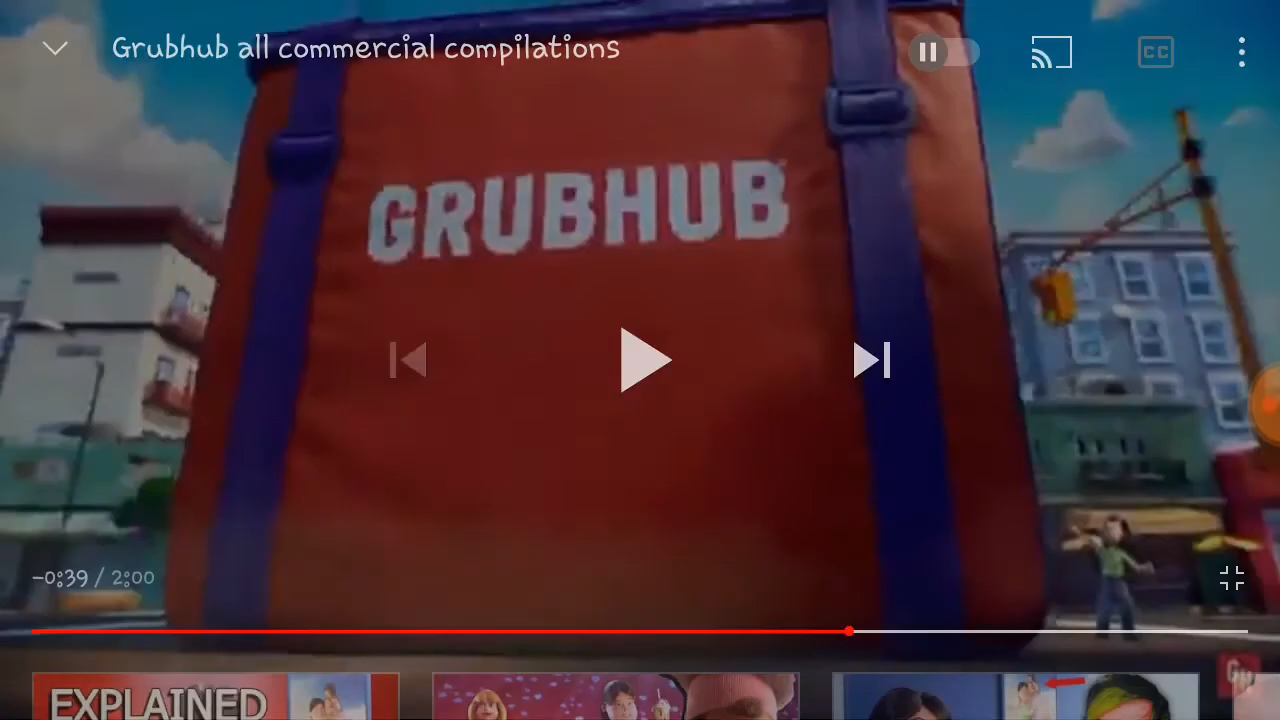 Grubhub all commercial compilations
CC
GRUBHUB
-0:39 / 2:00
EXPLAINED